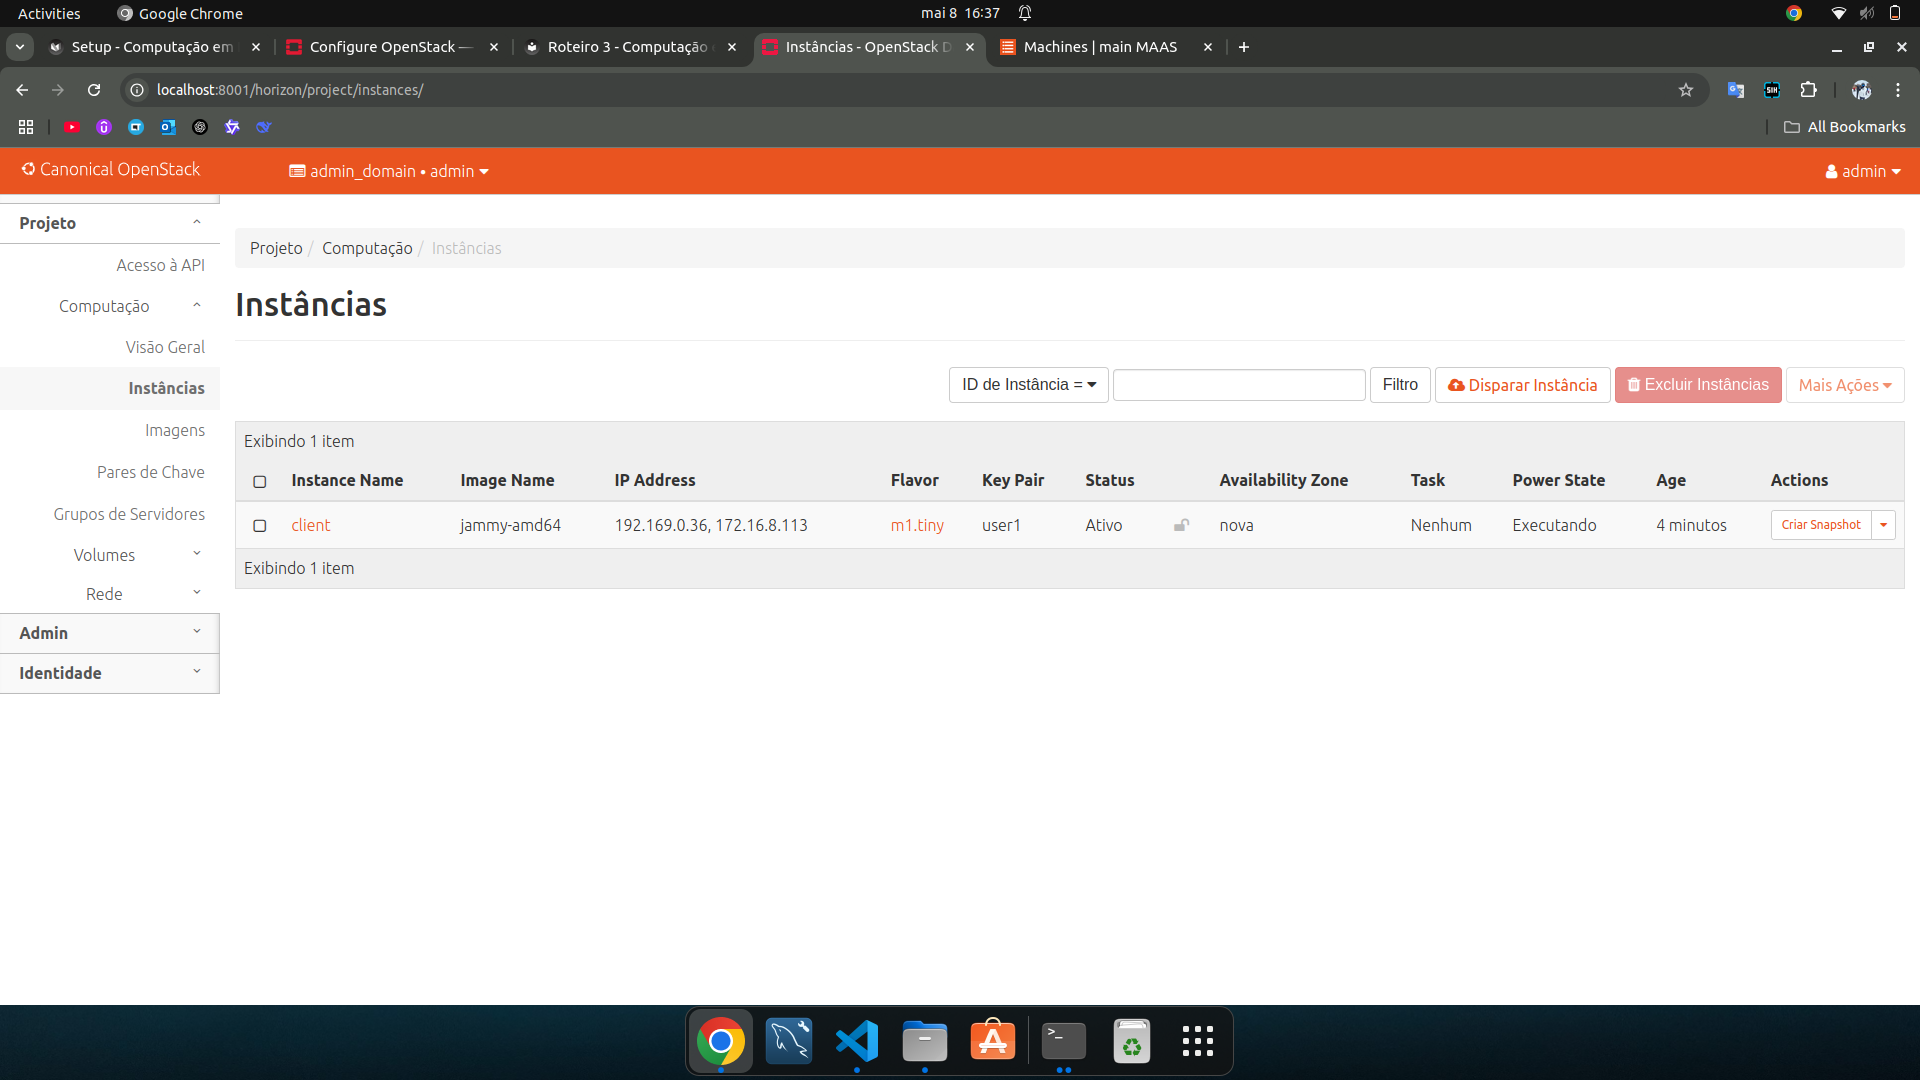 Activities
Google Chrome
mai 8 16:37
Setup - Computação em
Configure OpenStack —
Roteiro 3 - Computação
Instâncias - OpenStack D
Machines | main MAAS
localhost:8001/horizon/project/instances/
All Bookmarks
Canonical OpenStack
admin_domain • admin
admin
Projeto
Acesso à API
Computação
Visão Geral
Instâncias
Imagens
Pares de Chave
Grupos de Servidores
Volumes
Rede
Admin
Identidade
Projeto / Computação / Instâncias
Instâncias
ID de Instância =
Filtro
Disparar Instância
Excluir Instâncias
Mais Ações
Exibindo 1 item
Instance Name Image Name IP Address Flavor Key Pair Status Availability Zone Task Power State Age Actions
client jammy-amd64 192.169.0.36, 172.16.8.113 m1.tiny user1 Ativo nova Nenhum Executando 4 minutos Criar Snapshot
Exibindo 1 item